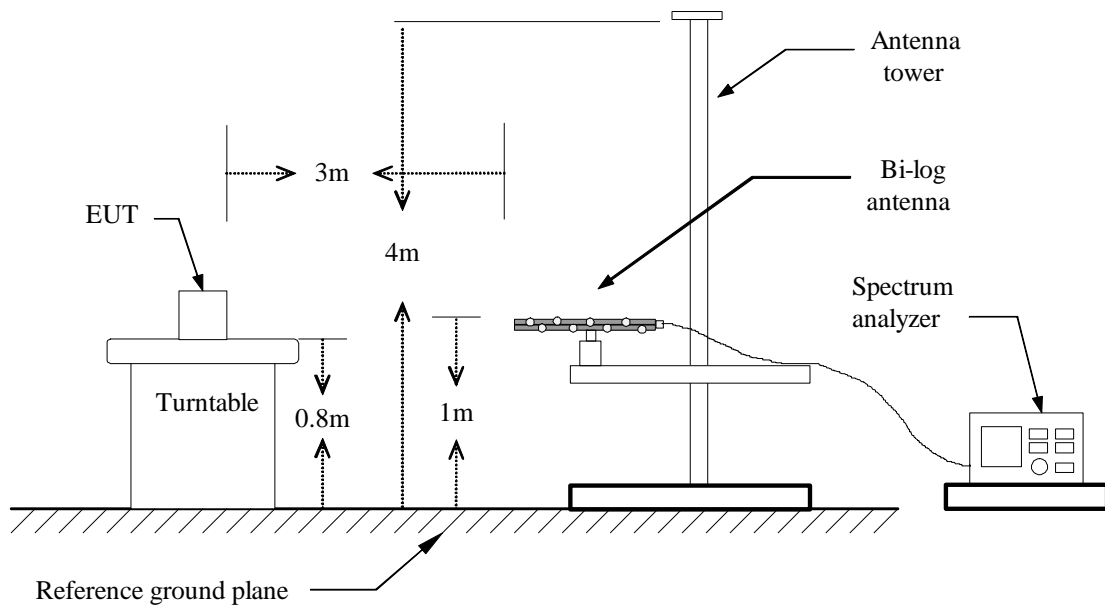 Antenna
tower
3m
Bi-log
antenna
EUT
4m
Spectrum
analyzer
Turntable
0.8m
1m
Reference ground plane